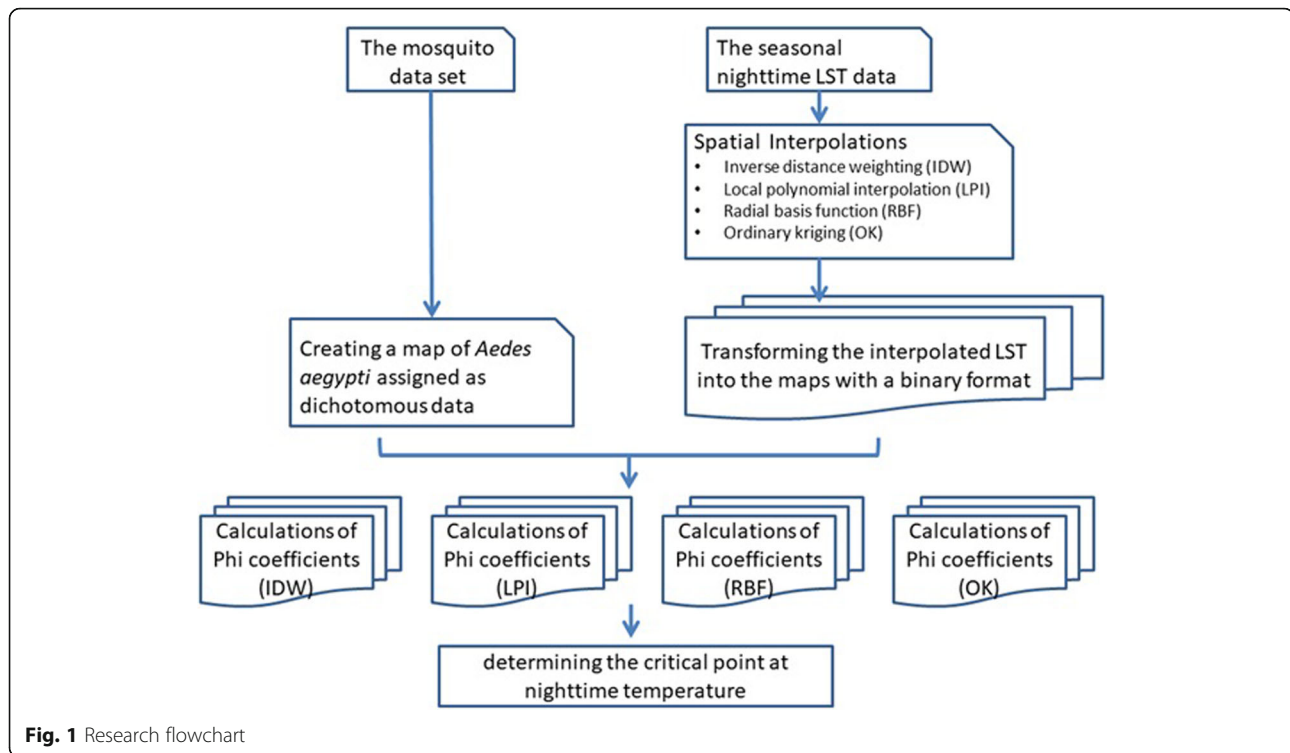 The mosquito
data set
The seasonal
nighttime LST data
Spatial Interpolations
• Inverse distance weighting (IDW)
• Local polynomial interpolation (LPI)
• Radial basis function (RBF)
• Ordinary kriging (OK)
Creating a map of Aedes
aegypti assigned as
dichotomous data
Transforming the interpolated LST
into the maps with a binary format
Calculations of
Phi coefficients
(IDW)
Calculations of
Phi coefficients
(LPI)
Calculations of
Phi coefficients
(RBF)
Calculations of
Phi coefficients
(OK)
determining the critical point at
nighttime temperature
Fig. 1 Research flowchart